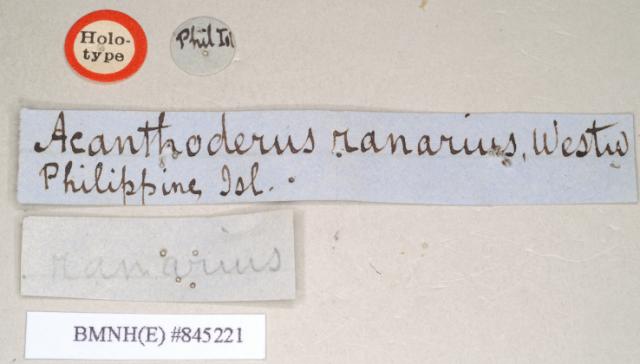 Holo-
type
Phil Isl
Acanthoderus ranarius, Westw
Philippine Isl.
ranarius
BMNH(E) #845221